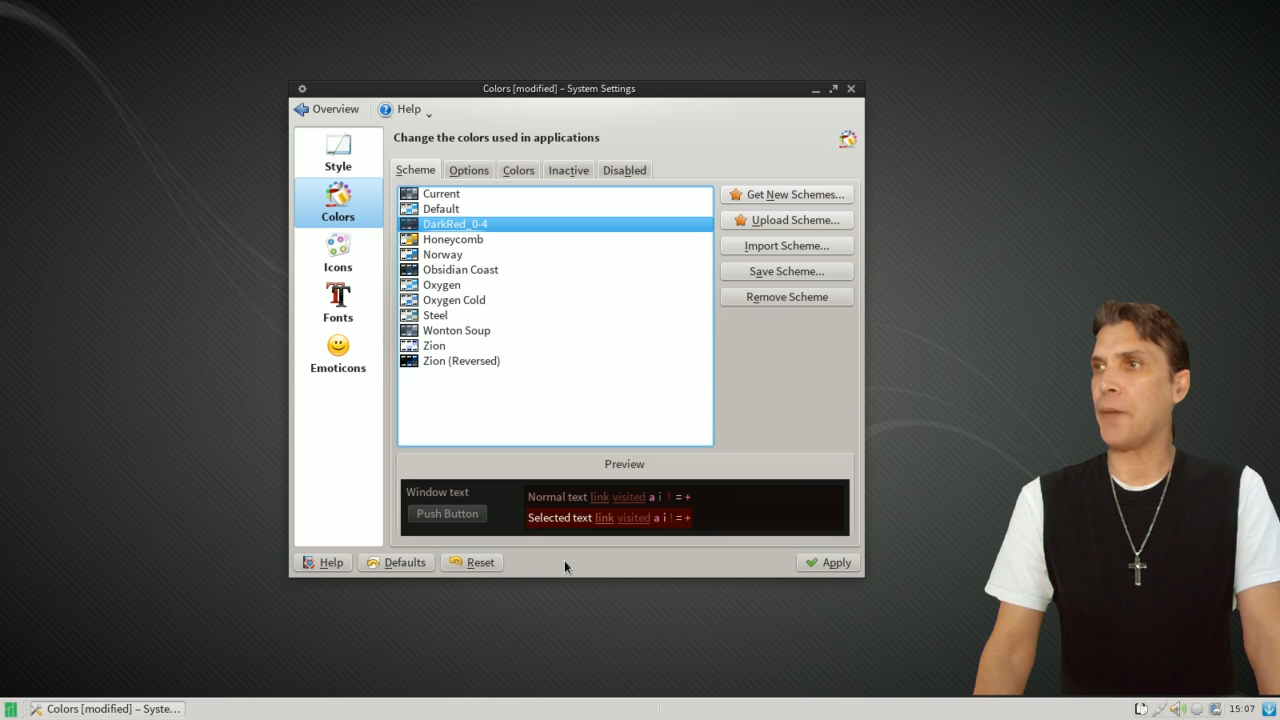 Colors [modified] – System Settings
Overview
Help
Style
Colors
Icons
Fonts
Emoticons
Change the colors used in applications
Scheme Options Colors Inactive Disabled
Current
Default
DarkRed_0-4
Honeycomb
Norway
Obsidian Coast
Oxygen
Oxygen Cold
Steel
Wonton Soup
Zion
Zion (Reversed)
Get New Schemes...
Upload Scheme...
Import Scheme...
Save Scheme...
Remove Scheme
Preview
Window text
Push Button
Normal text link visited a i ! = +
Selected text link visited a i ! = +
Help Defaults Reset Apply
Colors [modified] – Syste...
15:07